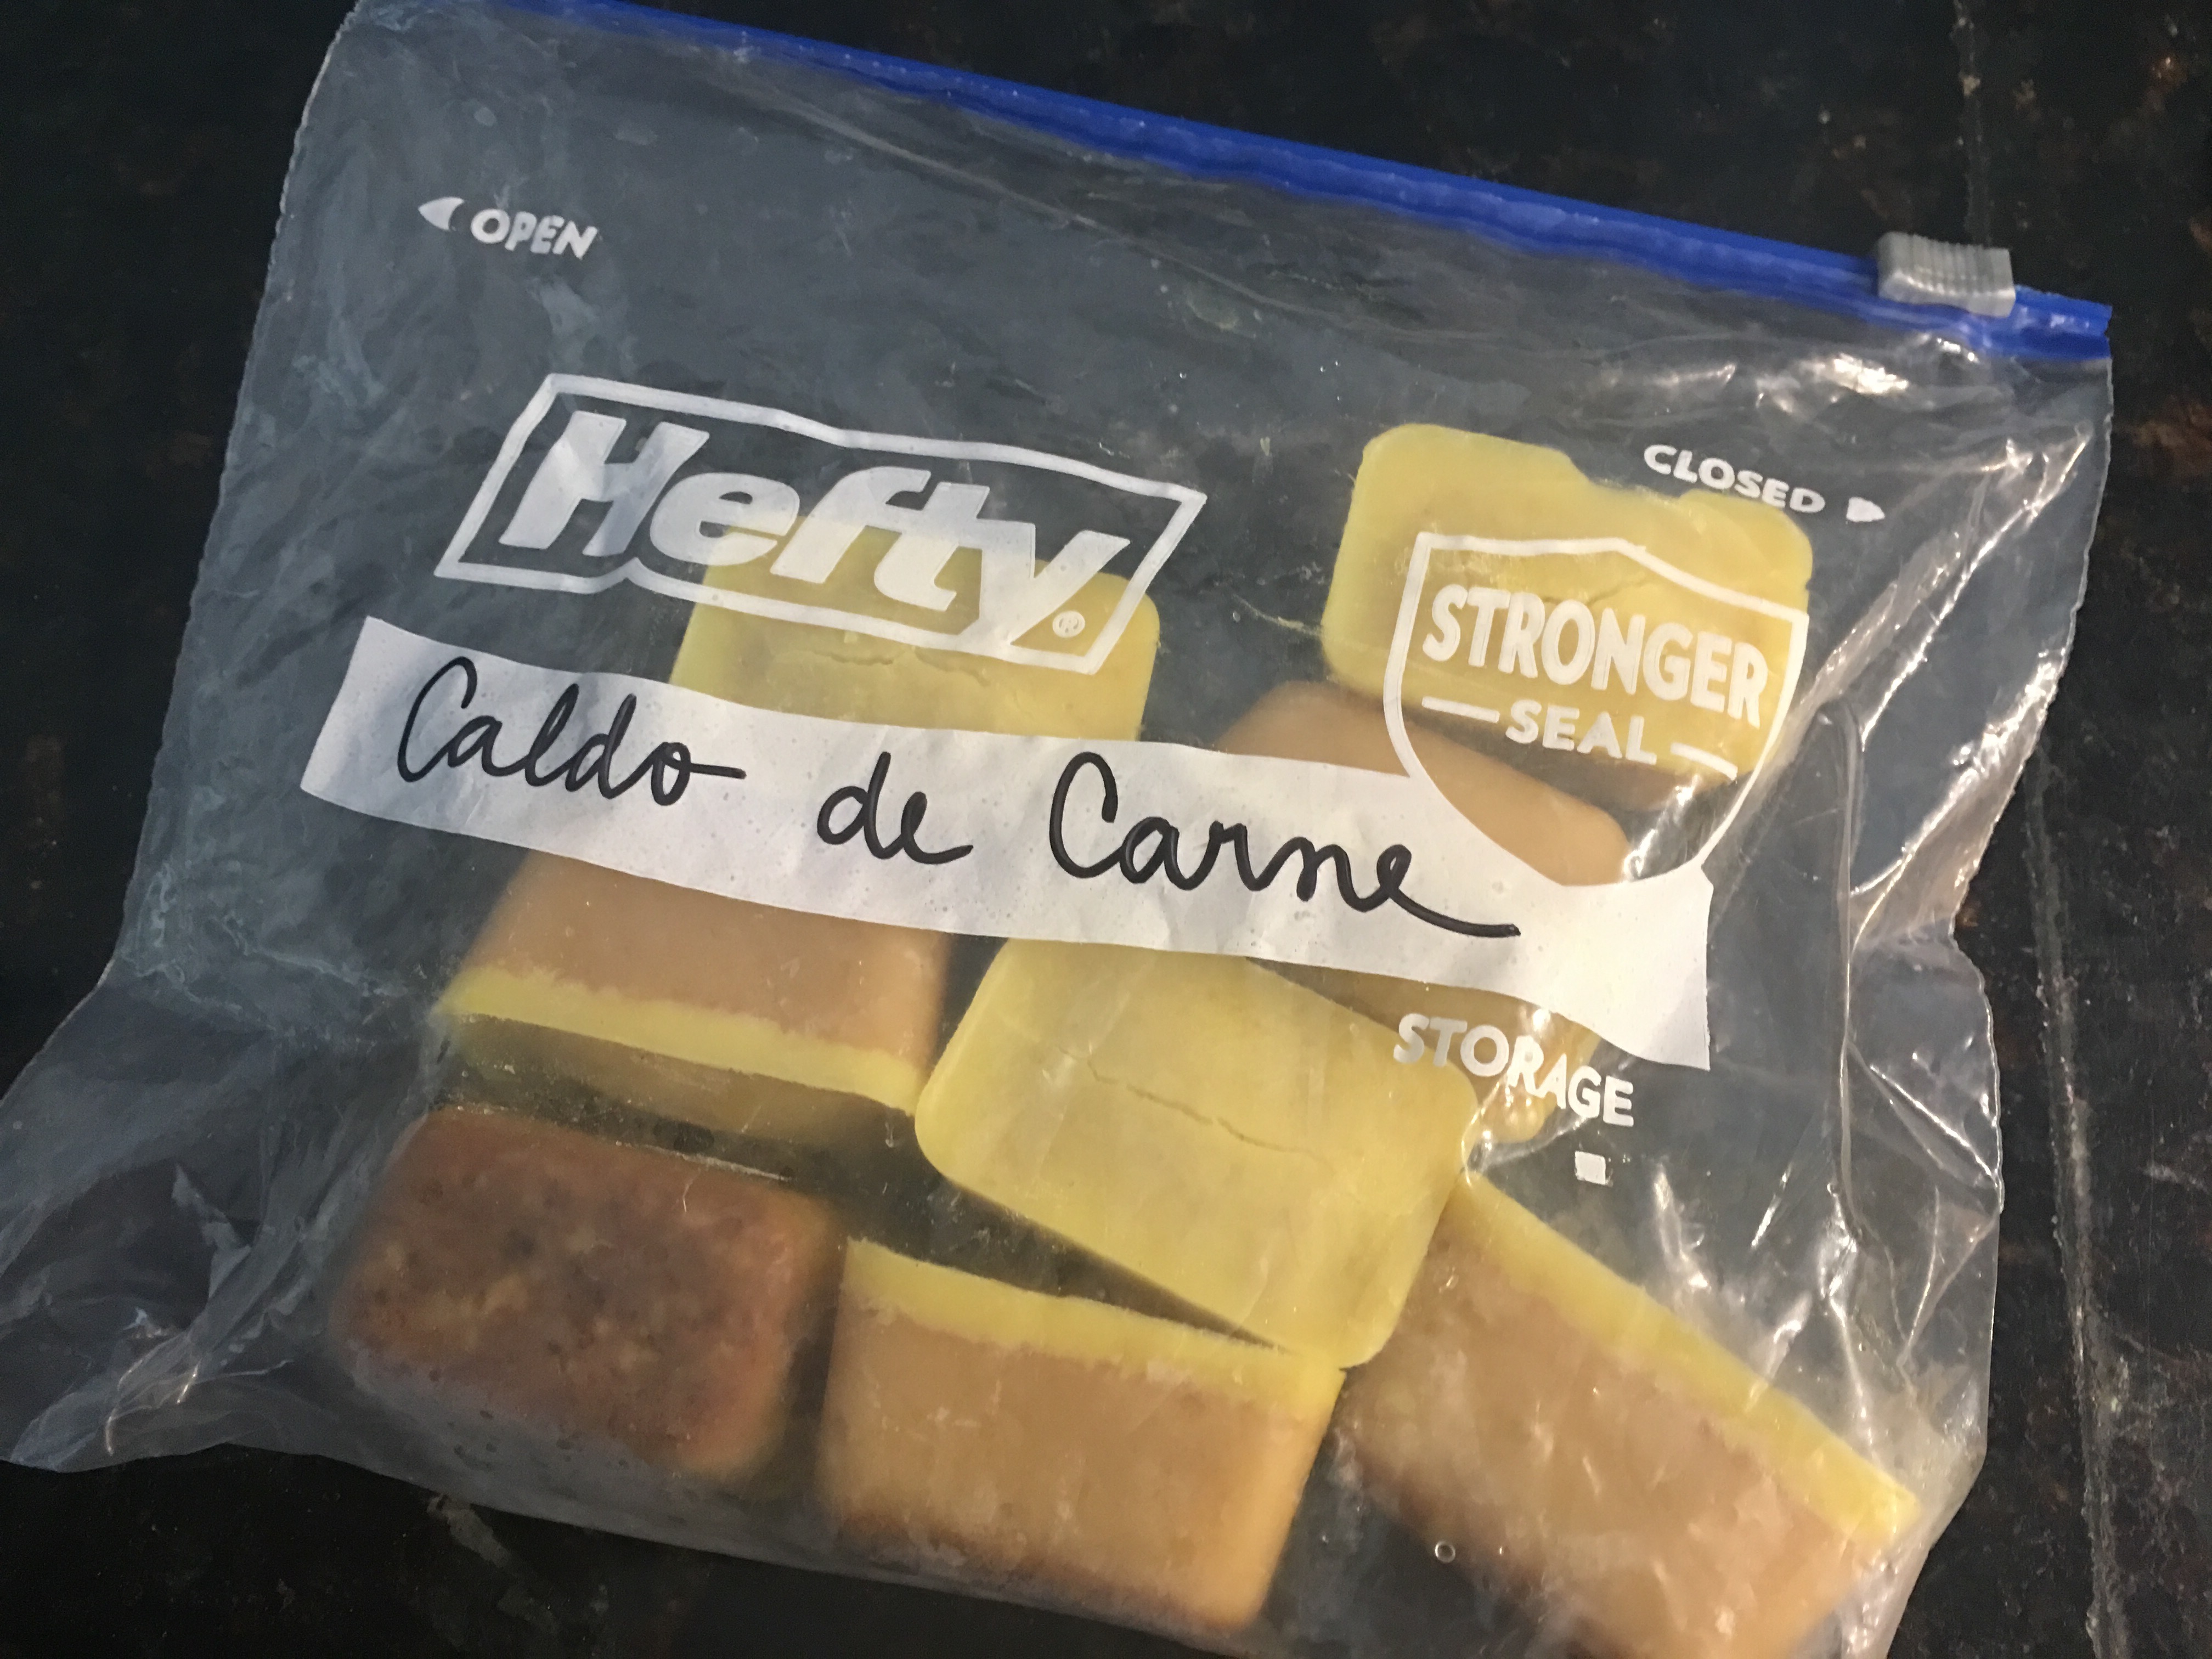 OPEN
Hefty®
CLOSED
STRONGER
SEAL
Caldo de Carne
STORAGE